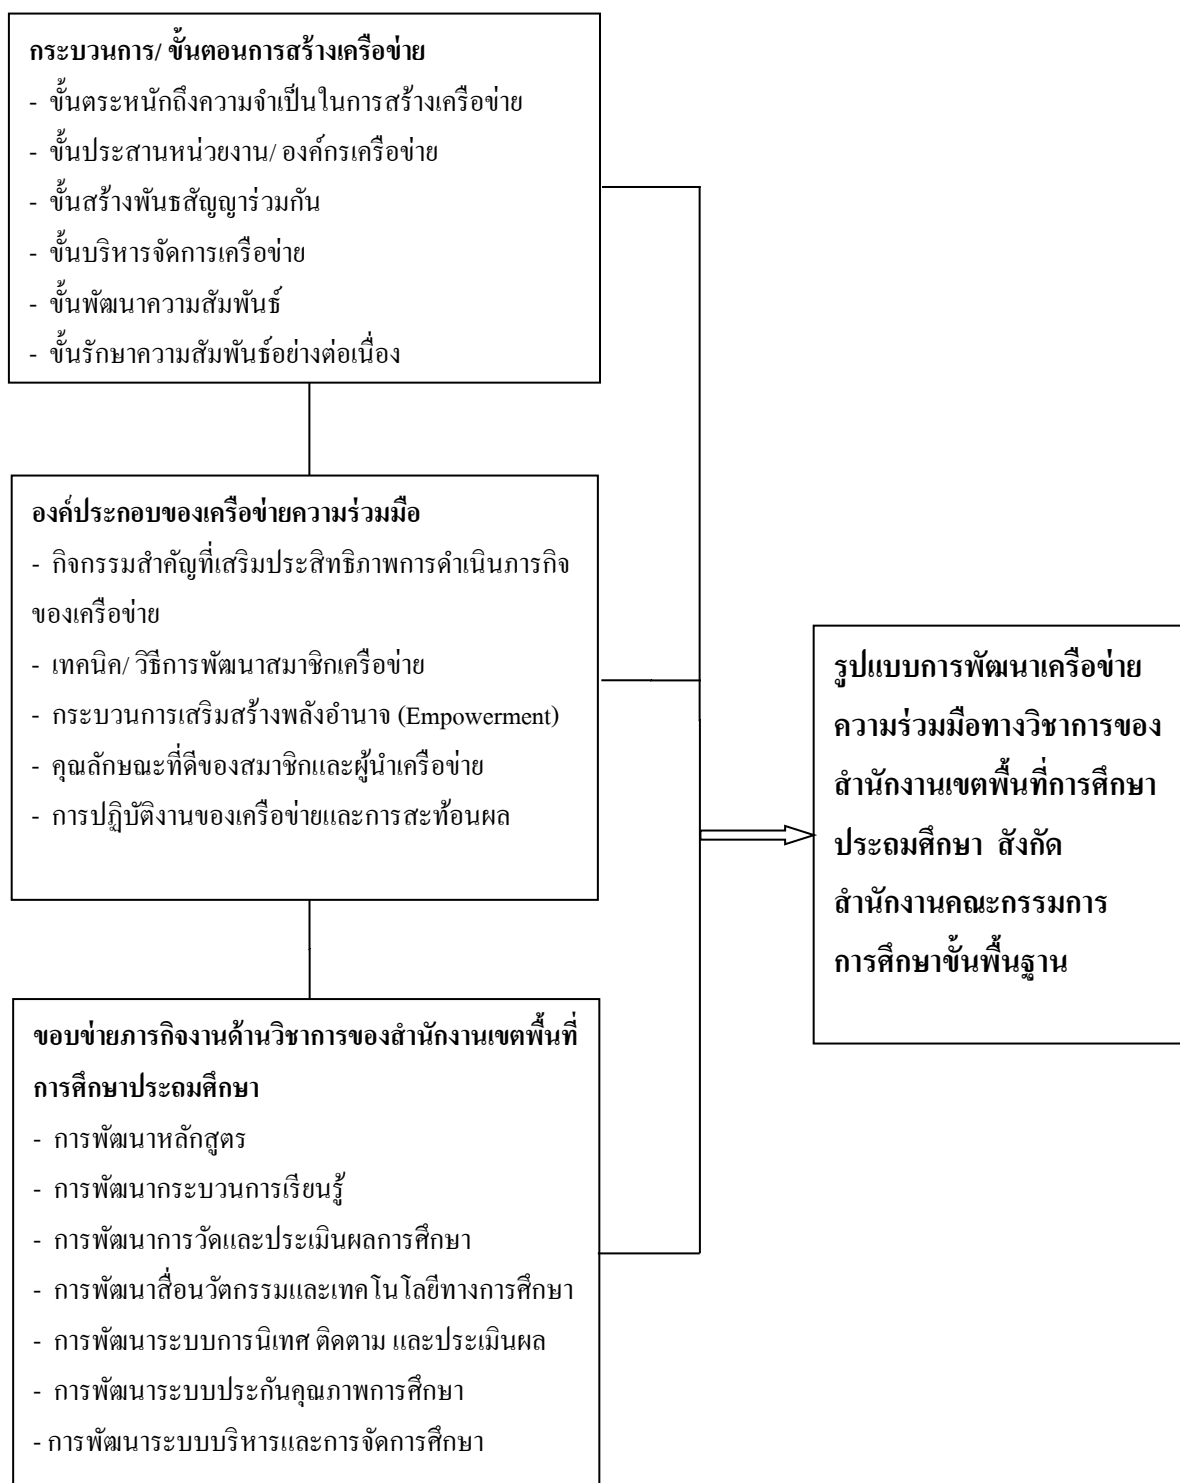 กระบวนการ/ ขั้นตอนการสร้างเครือข่าย
- ขั้นตระหนักถึงความจำเป็นในการสร้างเครือข่าย
- ขั้นประสานหน่วยงาน/ องค์กรเครือข่าย
- ขั้นสร้างพันธสัญญาร่วมกัน
- ขั้นบริหารจัดการเครือข่าย
- ขั้นพัฒนาความสัมพันธ์
- ขั้นรักษาความสัมพันธ์อย่างต่อเนื่อง
องค์ประกอบของเครือข่ายความร่วมมือ
- กิจกรรมสำคัญที่เสริมประสิทธิภาพการดำเนินภารกิจ
ของเครือข่าย
- เทคนิค/ วิธีการพัฒนาสมาชิกเครือข่าย
- กระบวนการเสริมสร้างพลังอำนาจ (Empowerment)
- คุณลักษณะที่ดีของสมาชิกและผู้นำเครือข่าย
- การปฏิบัติงานของเครือข่ายและการสะท้อนผล
ขอบข่ายภารกิจงานด้านวิชาการของสำนักงานเขตพื้นที่
การศึกษาประถมศึกษา
- การพัฒนาหลักสูตร
- การพัฒนากระบวนการเรียนรู้
- การพัฒนาการวัดและประเมินผลการศึกษา
- การพัฒนาสื่อนวัตกรรมและเทคโนโลยีทางการศึกษา
- การพัฒนาระบบการนิเทศ ติดตาม และประเมินผล
- การพัฒนาระบบประกันคุณภาพการศึกษา
- การพัฒนาระบบบริหารและการจัดการศึกษา
รูปแบบการพัฒนาเครือข่าย
ความร่วมมือทางวิชาการของ
สำนักงานเขตพื้นที่การศึกษา
ประถมศึกษา สังกัด
สำนักงานคณะกรรมการ
การศึกษาขั้นพื้นฐาน